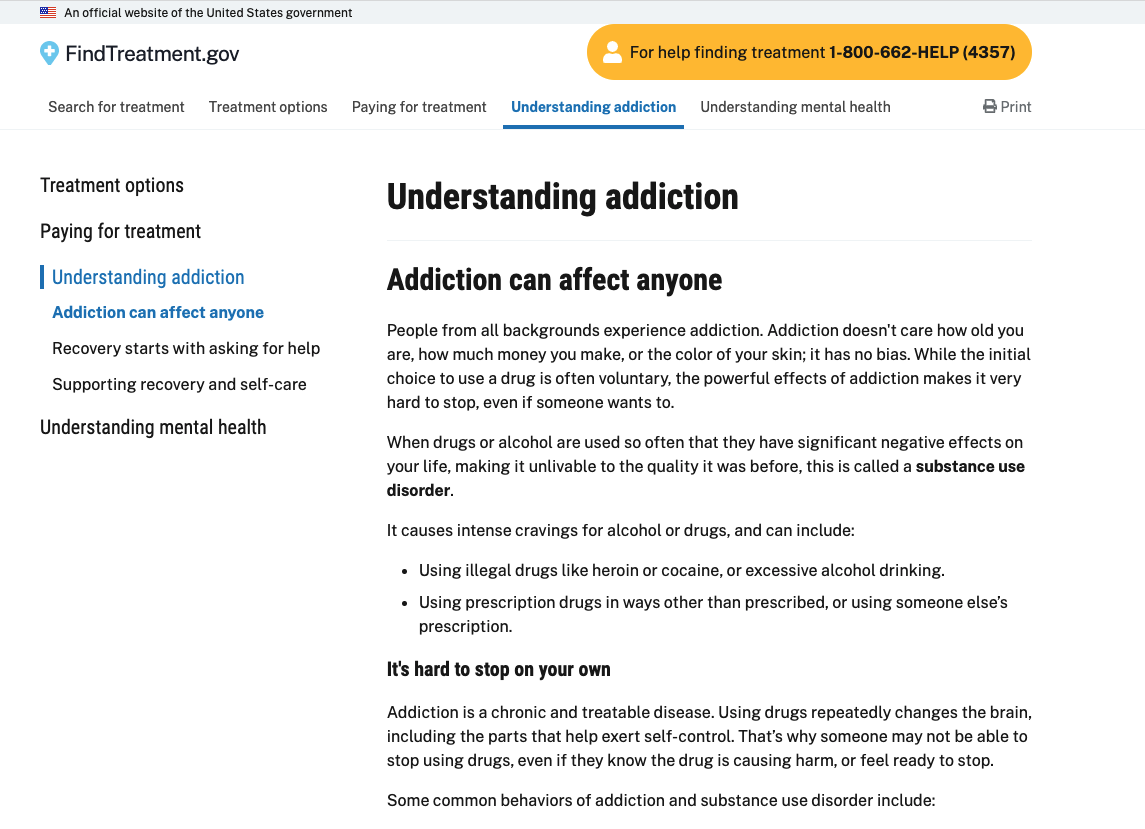 An official website of the United States government
FindTreatment.gov
For help finding treatment 1-800-662-HELP (4357)
Search for treatment
Treatment options
Paying for treatment
Understanding addiction
Understanding mental health
Print
Treatment options
Paying for treatment
Understanding addiction
Addiction can affect anyone
Recovery starts with asking for help
Supporting recovery and self-care
Understanding mental health
Understanding addiction
Addiction can affect anyone
People from all backgrounds experience addiction. Addiction doesn't care how old you
are, how much money you make, or the color of your skin; it has no bias. While the initial
choice to use a drug is often voluntary, the powerful effects of addiction makes it very
hard to stop, even if someone wants to.
When drugs or alcohol are used so often that they have significant negative effects on
your life, making it unlivable to the quality it was before, this is called a substance use
disorder.
It causes intense cravings for alcohol or drugs, and can include:
• Using illegal drugs like heroin or cocaine, or excessive alcohol drinking.
• Using prescription drugs in ways other than prescribed, or using someone else’s
prescription.
It's hard to stop on your own
Addiction is a chronic and treatable disease. Using drugs repeatedly changes the brain,
including the parts that help exert self-control. That’s why someone may not be able to
stop using drugs, even if they know the drug is causing harm, or feel ready to stop.
Some common behaviors of addiction and substance use disorder include: